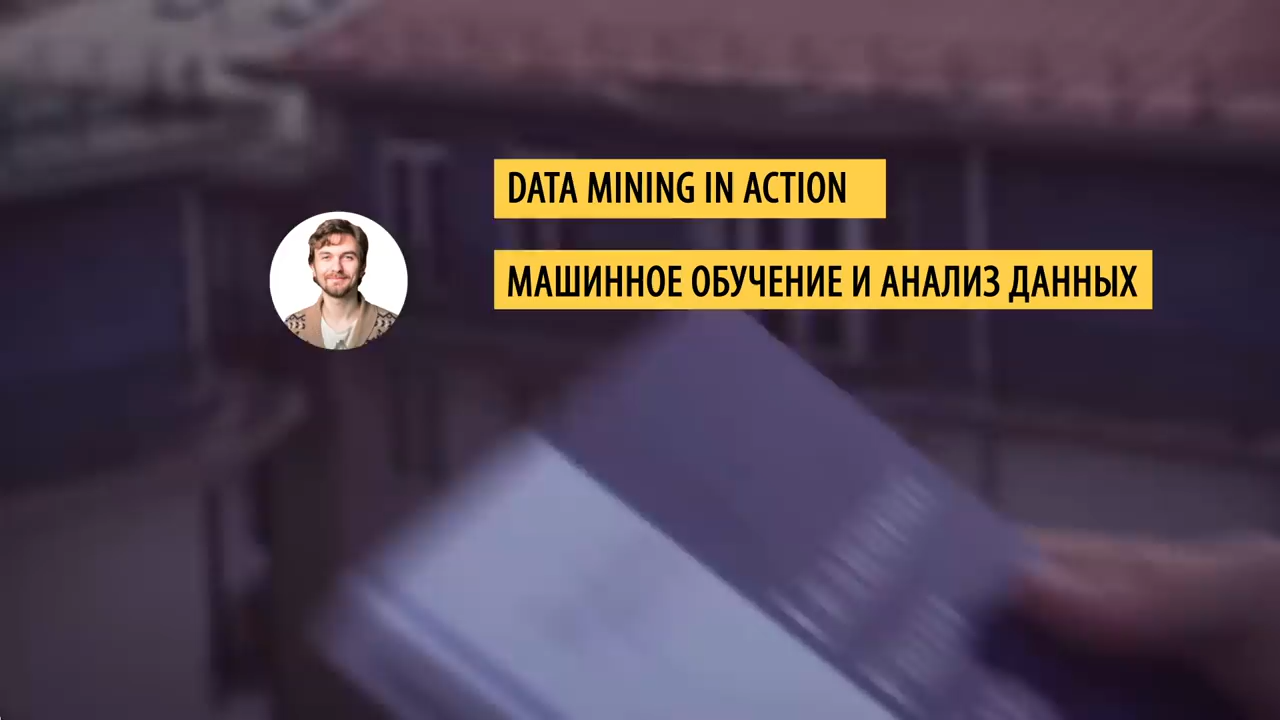 DATA MINING IN ACTION
МАШИННОЕ ОБУЧЕНИЕ И АНАЛИЗ ДАННЫХ